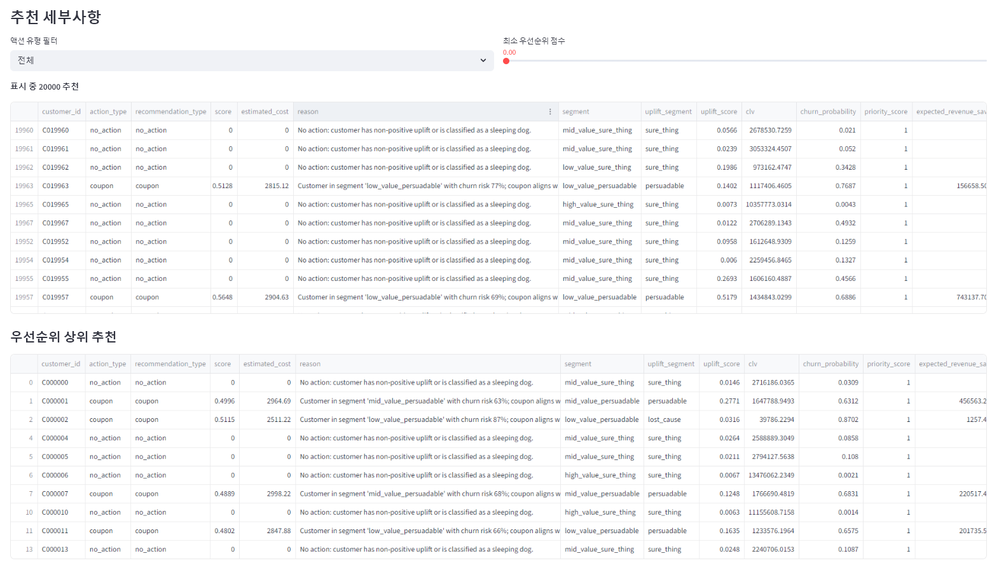 추천 세부사항
액션 유형 필터
최소 우선순위 점수
전체
0.00
표시 중 20000 추천
customer_id action_type recommendation_type score estimated_cost reason segment uplift_segment uplift_score clv churn_probability priority_score expected_revenue_sav
19960 C019960 no_action no_action 0 0 No action: customer has non-positive uplift or is classified as a sleeping dog. mid_value_sure_thing sure_thing 0.0566 2678530.7259 0.021 1
19961 C019961 no_action no_action 0 0 No action: customer has non-positive uplift or is classified as a sleeping dog. mid_value_sure_thing sure_thing 0.0239 3053324.4507 0.052 1
19962 C019962 no_action no_action 0 0 No action: customer has non-positive uplift or is classified as a sleeping dog. low_value_sure_thing sure_thing 0.1986 973162.4747 0.3428 1
19963 C019963 coupon coupon 0.5128 2815.12 Customer in segment 'low_value_persuadable' with churn risk 77%; coupon aligns w low_value_persuadable persuadable 0.1402 1117406.4605 0.7687 1 156658.50
19965 C019965 no_action no_action 0 0 No action: customer has non-positive uplift or is classified as a sleeping dog. high_value_sure_thing sure_thing 0.0073 10357773.0314 0.0043 1
19967 C019967 no_action no_action 0 0 No action: customer has non-positive uplift or is classified as a sleeping dog. mid_value_sure_thing sure_thing 0.0122 2706289.1343 0.4932 1
19952 C019952 no_action no_action 0 0 No action: customer has non-positive uplift or is classified as a sleeping dog. mid_value_sure_thing sure_thing 0.0958 1612648.9309 0.1259 1
19954 C019954 no_action no_action 0 0 No action: customer has non-positive uplift or is classified as a sleeping dog. mid_value_sure_thing sure_thing 0.006 2259456.8465 0.1327 1
19955 C019955 no_action no_action 0 0 No action: customer has non-positive uplift or is classified as a sleeping dog. mid_value_sure_thing sure_thing 0.2693 1606160.4887 0.4566 1
19957 C019957 coupon coupon 0.5648 2904.63 Customer in segment 'low_value_persuadable' with churn risk 69%; coupon aligns w low_value_persuadable persuadable 0.5179 1434843.0299 0.6886 1 743137.70
우선순위 상위 추천
customer_id action_type recommendation_type score estimated_cost reason segment uplift_segment uplift_score clv churn_probability priority_score expected_revenue_sa
0 C000000 no_action no_action 0 0 No action: customer has non-positive uplift or is classified as a sleeping dog. mid_value_sure_thing sure_thing 0.0146 2716186.0365 0.0309 1
1 C000001 coupon coupon 0.4996 2964.69 Customer in segment 'mid_value_persuadable' with churn risk 63%; coupon aligns w mid_value_persuadable persuadable 0.2771 1647788.9493 0.6312 1 456563.2
2 C000002 coupon coupon 0.5115 2511.22 Customer in segment 'low_value_persuadable' with churn risk 87%; coupon aligns w low_value_persuadable lost_cause 0.0316 39786.2294 0.8702 1 1257.4
4 C000004 no_action no_action 0 0 No action: customer has non-positive uplift or is classified as a sleeping dog. mid_value_sure_thing sure_thing 0.0264 2588889.3049 0.0858 1
5 C000005 no_action no_action 0 0 No action: customer has non-positive uplift or is classified as a sleeping dog. mid_value_sure_thing sure_thing 0.0211 2794127.5638 0.108 1
6 C000006 no_action no_action 0 0 No action: customer has non-positive uplift or is classified as a sleeping dog. high_value_sure_thing sure_thing 0.0067 13476062.2349 0.0021 1
7 C000007 coupon coupon 0.4889 2998.22 Customer in segment 'mid_value_persuadable' with churn risk 68%; coupon aligns w mid_value_persuadable persuadable 0.1248 1766690.4819 0.6831 1 220517.4
10 C000010 no_action no_action 0 0 No action: customer has non-positive uplift or is classified as a sleeping dog. high_value_sure_thing sure_thing 0.0063 11155608.7158 0.0014 1
11 C000011 coupon coupon 0.4802 2847.88 Customer in segment 'low_value_persuadable' with churn risk 66%; coupon aligns w low_value_persuadable persuadable 0.1635 1233576.1964 0.6575 1 201735.5
13 C000013 no_action no_action 0 0 No action: customer has non-positive uplift or is classified as a sleeping dog. mid_value_sure_thing sure_thing 0.0248 2240706.0153 0.1087 1